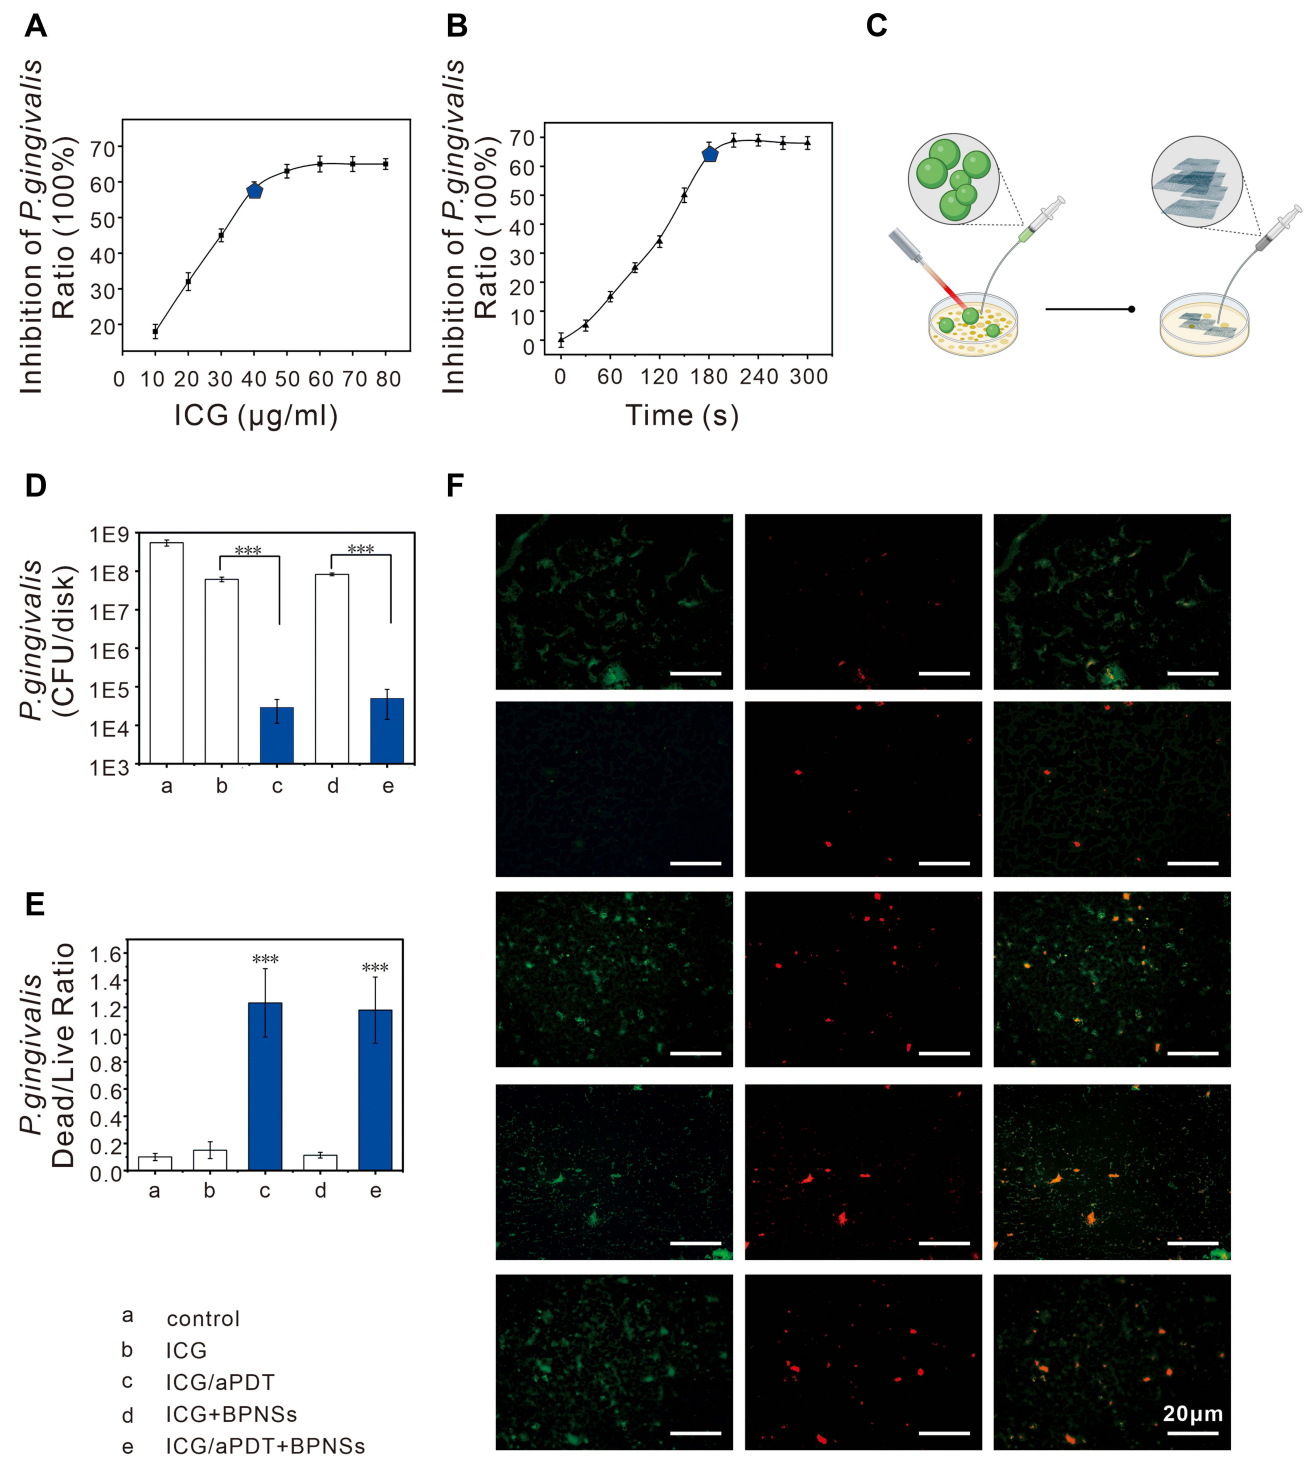 A
Inhibition of P.gingivalis
Ratio (100%)
70
60
50
40
30
20
0 10 20 30 40 50 60 70 80
ICG (μg/ml)
B
Inhibition of P.gingivalis
Ratio (100%)
70
60
50
40
30
20
10
0
0 60 120 180 240 300
Time (s)
C
D
P.gingivalis
(CFU/disk)
1E9
1E8
1E7
1E6
1E5
1E4
1E3
*** ***
a b c d e
E
P.gingivalis
Dead/Live Ratio
1.6
1.4
1.2
1.0
0.8
0.6
0.4
0.2
0.0
*** ***
a b c d e
a control
b ICG
c ICG/aPDT
d ICG+BPNSs
e ICG/aPDT+BPNSs
F
20μm